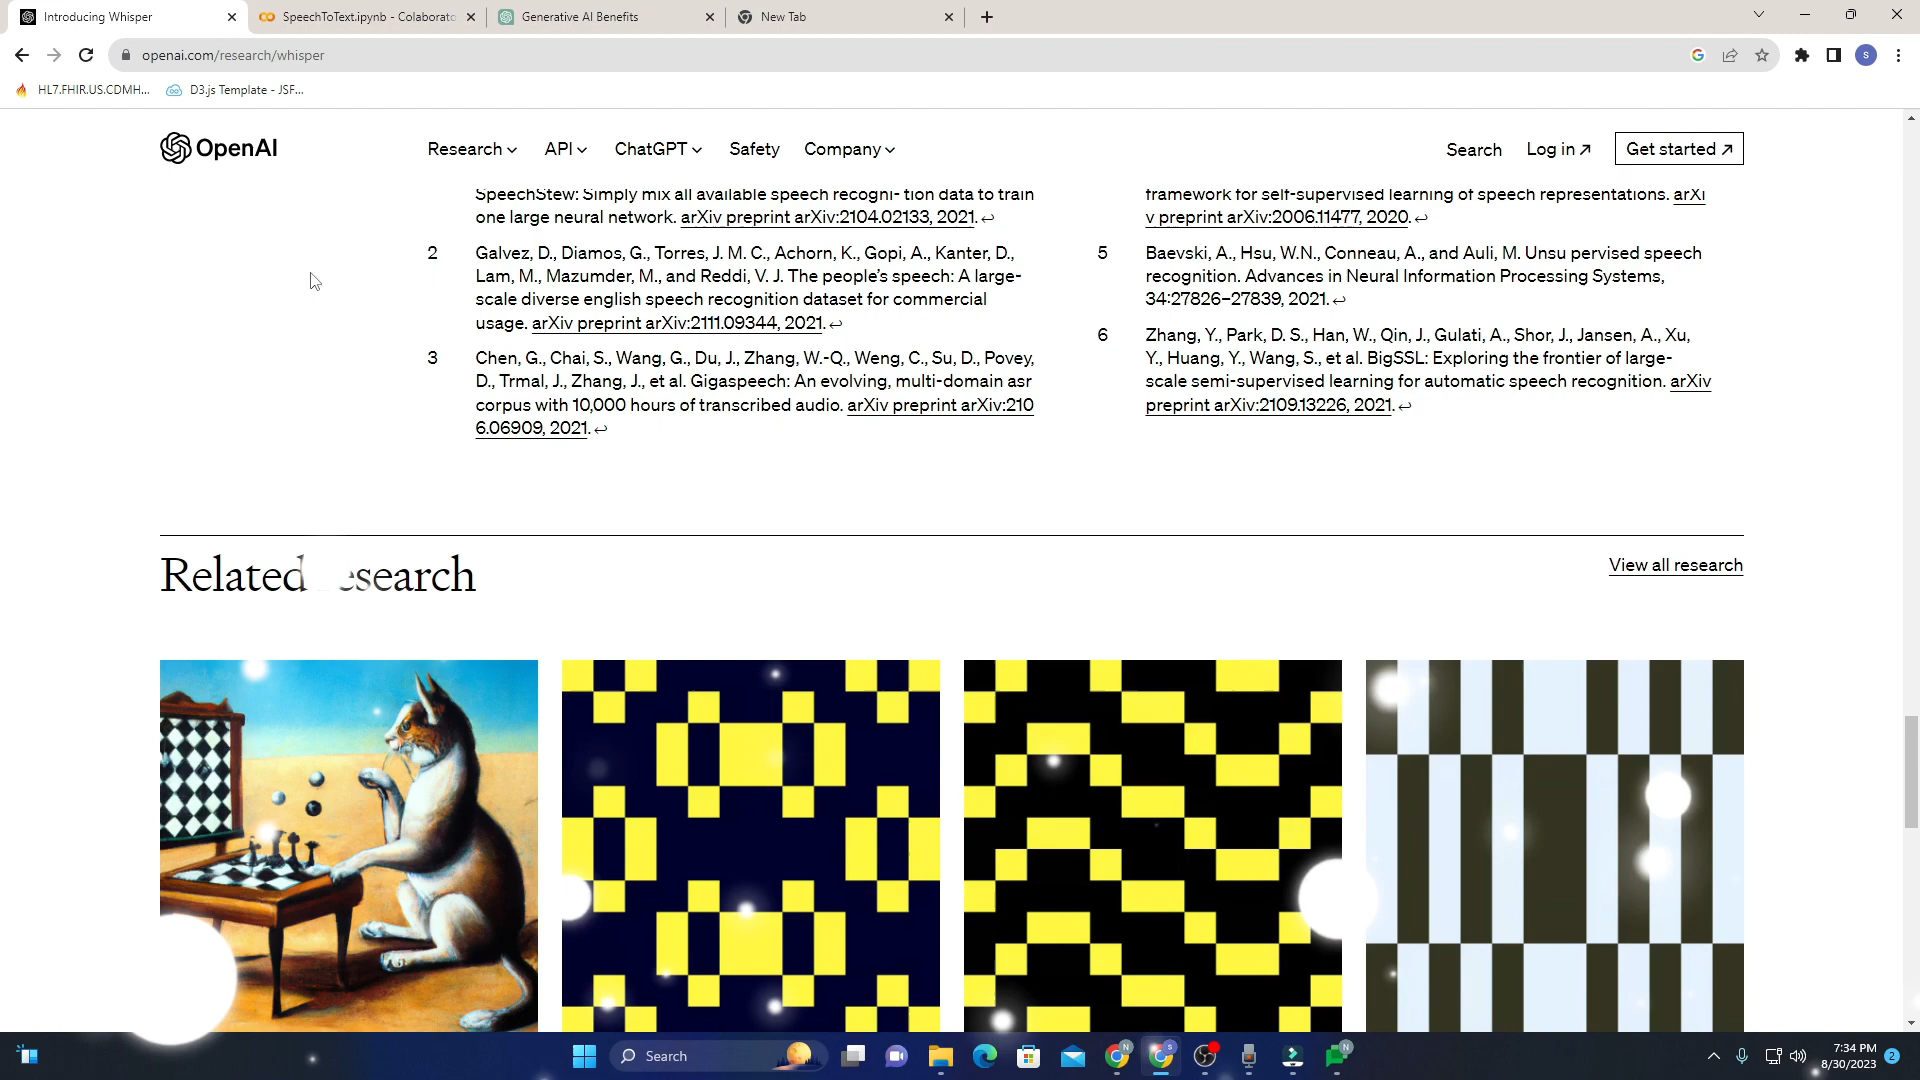 Introducing Whisper
SpeechToText.ipynb - Colaborato
Generative AI Benefits
New Tab
openai.com/research/whisper
HL7.FHIR.US.CDMH...
D3.js Template - JSF...
OpenAI
Research
API
ChatGPT
Safety
Company
Search
Log in ↗
Get started ↗
SpeechStew: Simply mix all available speech recogni- tion data to train
one large neural network. arXiv preprint arXiv:2104.02133, 2021.↩
2 Galvez, D., Diamos, G., Torres, J. M. C., Achorn, K., Gopi, A., Kanter, D.,
Lam, M., Mazumder, M., and Reddi, V. J. The people’s speech: A large-
scale diverse english speech recognition dataset for commercial
usage. arXiv preprint arXiv:2111.09344, 2021.↩
3 Chen, G., Chai, S., Wang, G., Du, J., Zhang, W.-Q., Weng, C., Su, D., Povey,
D., Trmal, J., Zhang, J., et al. Gigaspeech: An evolving, multi-domain asr
corpus with 10,000 hours of transcribed audio. arXiv preprint arXiv:210
6.06909, 2021.↩
framework for self-supervised learning of speech representations. arXi
v preprint arXiv:2006.11477, 2020.↩
5 Baevski, A., Hsu, W.N., Conneau, A., and Auli, M. Unsu pervised speech
recognition. Advances in Neural Information Processing Systems,
34:27826–27839, 2021.↩
6 Zhang, Y., Park, D. S., Han, W., Qin, J., Gulati, A., Shor, J., Jansen, A., Xu,
Y., Huang, Y., Wang, S., et al. BigSSL: Exploring the frontier of large-
scale semi-supervised learning for automatic speech recognition. arXiv
preprint arXiv:2109.13226, 2021.↩
Related research
View all research
Search
7:34 PM
8/30/2023
2